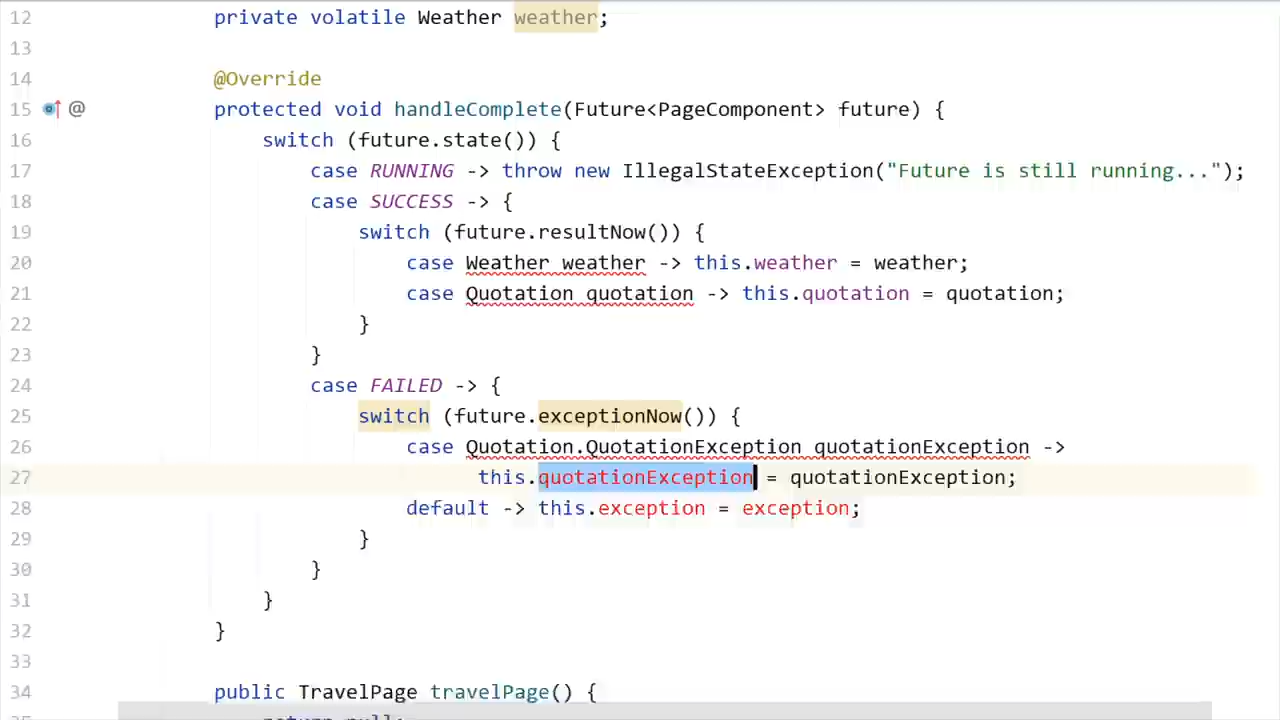 12 private volatile Weather weather;
13
14 @Override
15 @ protected void handleComplete(Future<PageComponent> future) {
16 switch (future.state()) {
17 case RUNNING -> throw new IllegalStateException("Future is still running...");
18 case SUCCESS -> {
19 switch (future.resultNow()) {
20 case Weather weather -> this.weather = weather;
21 case Quotation quotation -> this.quotation = quotation;
22 }
23 }
24 case FAILED -> {
25 switch (future.exceptionNow()) {
26 case Quotation.QuotationException quotationException ->
27 this.quotationException = quotationException;
28 default -> this.exception = exception;
29 }
30 }
31 }
32 }
33
34 public TravelPage travelPage() {
35 return null;